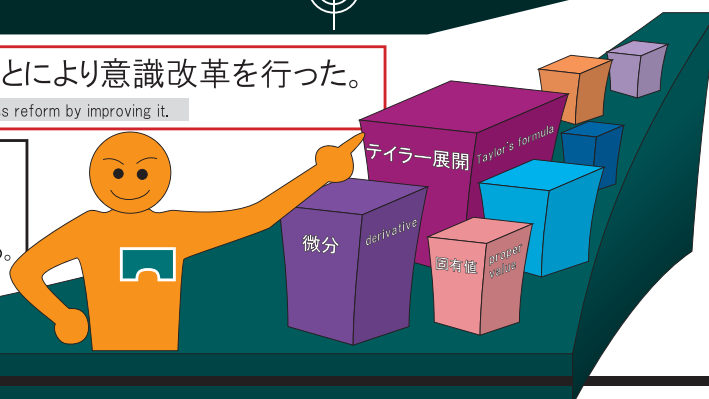 とにより意識改革を行った。
ss reform by improving it.
テイラー展開
Taylor's formula
微分
derivative
固有値
proper
value
。